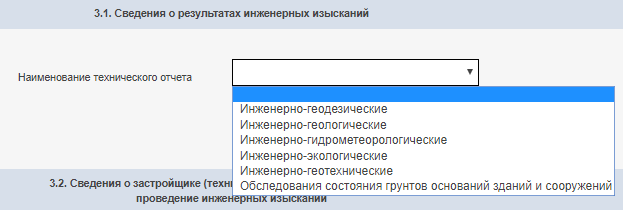 3.1. Сведения о результатах инженерных изысканий
Наименование технического отчета
Инженерно-геодезические
Инженерно-геологические
Инженерно-гидрометеорологические
Инженерно-экологические
Инженерно-геотехнические
Обследования состояния грунтов оснований зданий и сооружений
3.2. Сведения о застройщике (техн
проведение инженерных изысканий